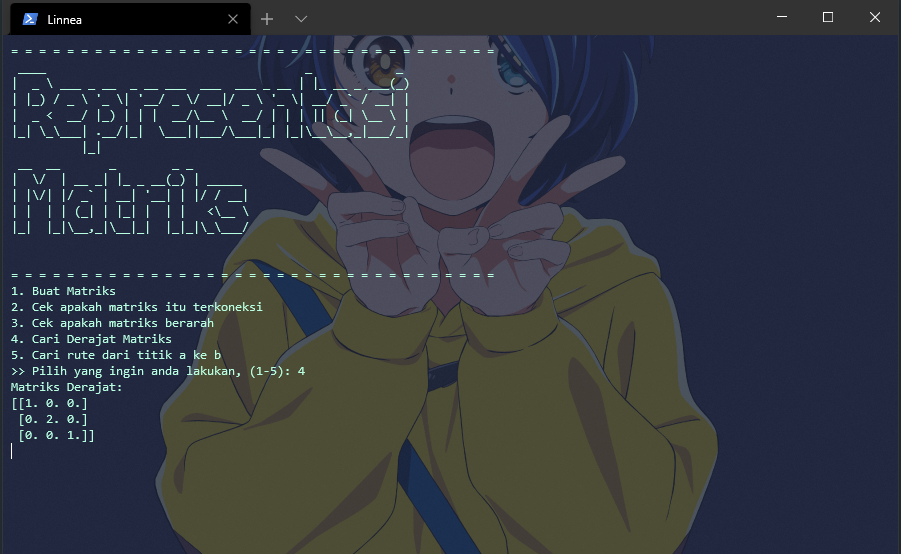 Linnea
= = = = = = = = = = = = = = = = = = = = = = = = = = = = = = = = = = =
Representasi
Matriks
= = = = = = = = = = = = = = = = = = = = = = = = = = = = = = = = = = =
1. Buat Matriks
2. Cek apakah matriks itu terkoneksi
3. Cek apakah matriks berarah
4. Cari Derajat Matriks
5. Cari rute dari titik a ke b
>> Pilih yang ingin anda lakukan, (1-5): 4
Matriks Derajat:
[[1. 0. 0.]
 [0. 2. 0.]
 [0. 0. 1.]]